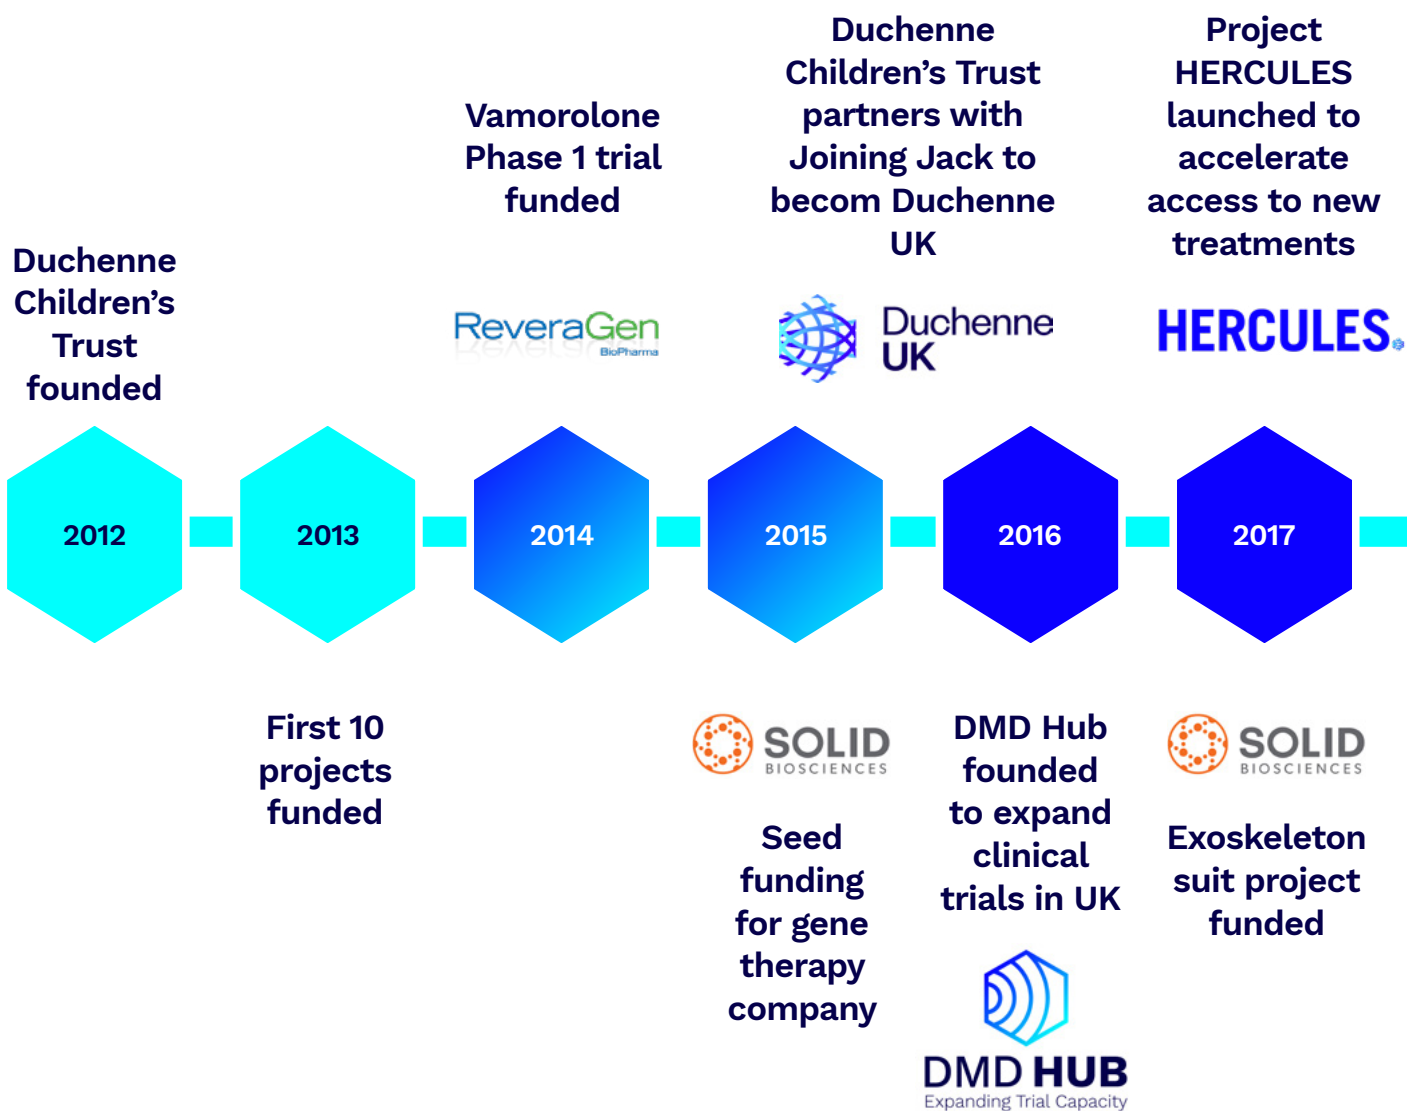 Duchenne
Children’s
Trust
founded
Vamorolone
Phase 1 trial
funded
ReveraGen
BioPharma
Duchenne
Children’s Trust
partners with
Joining Jack to
becom Duchenne
UK
Duchenne
UK
Project
HERCULES
launched to
accelerate
access to new
treatments
HERCULES
2012
2013
2014
2015
2016
2017
First 10
projects
funded
SOLID
BIOSCIENCES
Seed
funding
for gene
therapy
company
DMD Hub
founded
to expand
clinical
trials in UK
DMD HUB
Expanding Trial Capacity
SOLID
BIOSCIENCES
Exoskeleton
suit project
funded